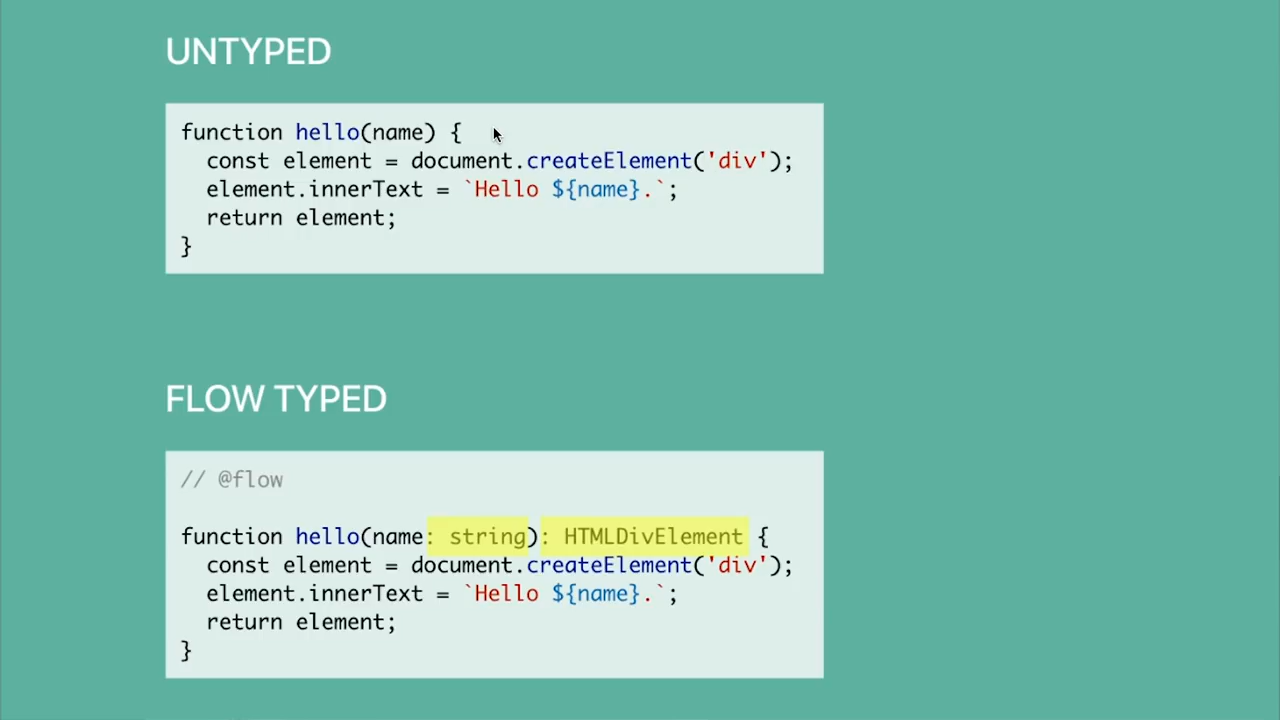 UNTYPED
function hello(name) {
  const element = document.createElement('div');
  element.innerText = `Hello ${name}.`;
  return element;
}
FLOW TYPED
// @flow
function hello(name: string): HTMLDivElement {
  const element = document.createElement('div');
  element.innerText = `Hello ${name}.`;
  return element;
}